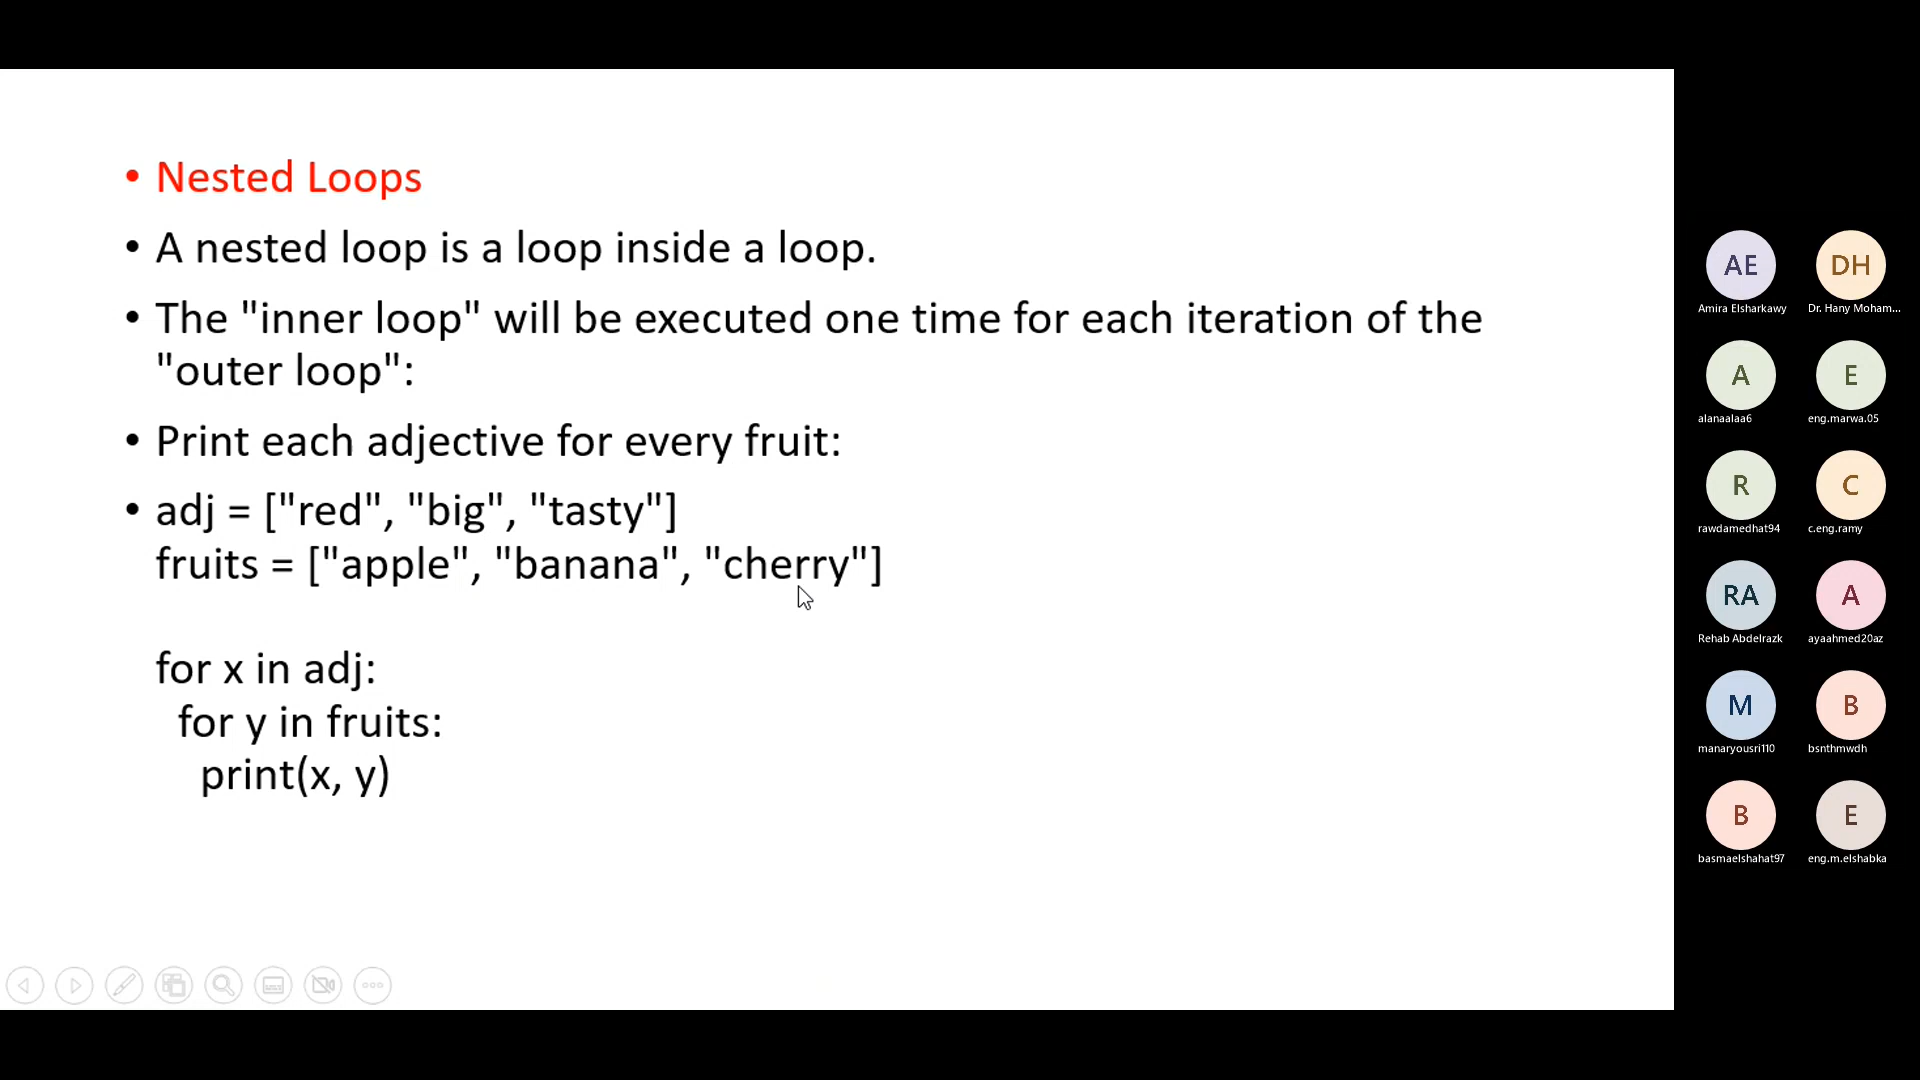 • Nested Loops
• A nested loop is a loop inside a loop.
• The "inner loop" will be executed one time for each iteration of the
"outer loop":
• Print each adjective for every fruit:
• adj = ["red", "big", "tasty"]
fruits = ["apple", "banana", "cherry"]
for x in adj:
for y in fruits:
print(x, y)
AE DH
Amira Elsharkawy Dr. Hany Moham...
A E
alanaalaa6 eng.marwa.05
R C
rawdamedhat94 c.eng.ramy
RA A
Rehab Abdelrazk ayaahmed20az
M B
manaryousri110 bsnthmwdh
B E
basmaelshahat97 eng.m.elshabka